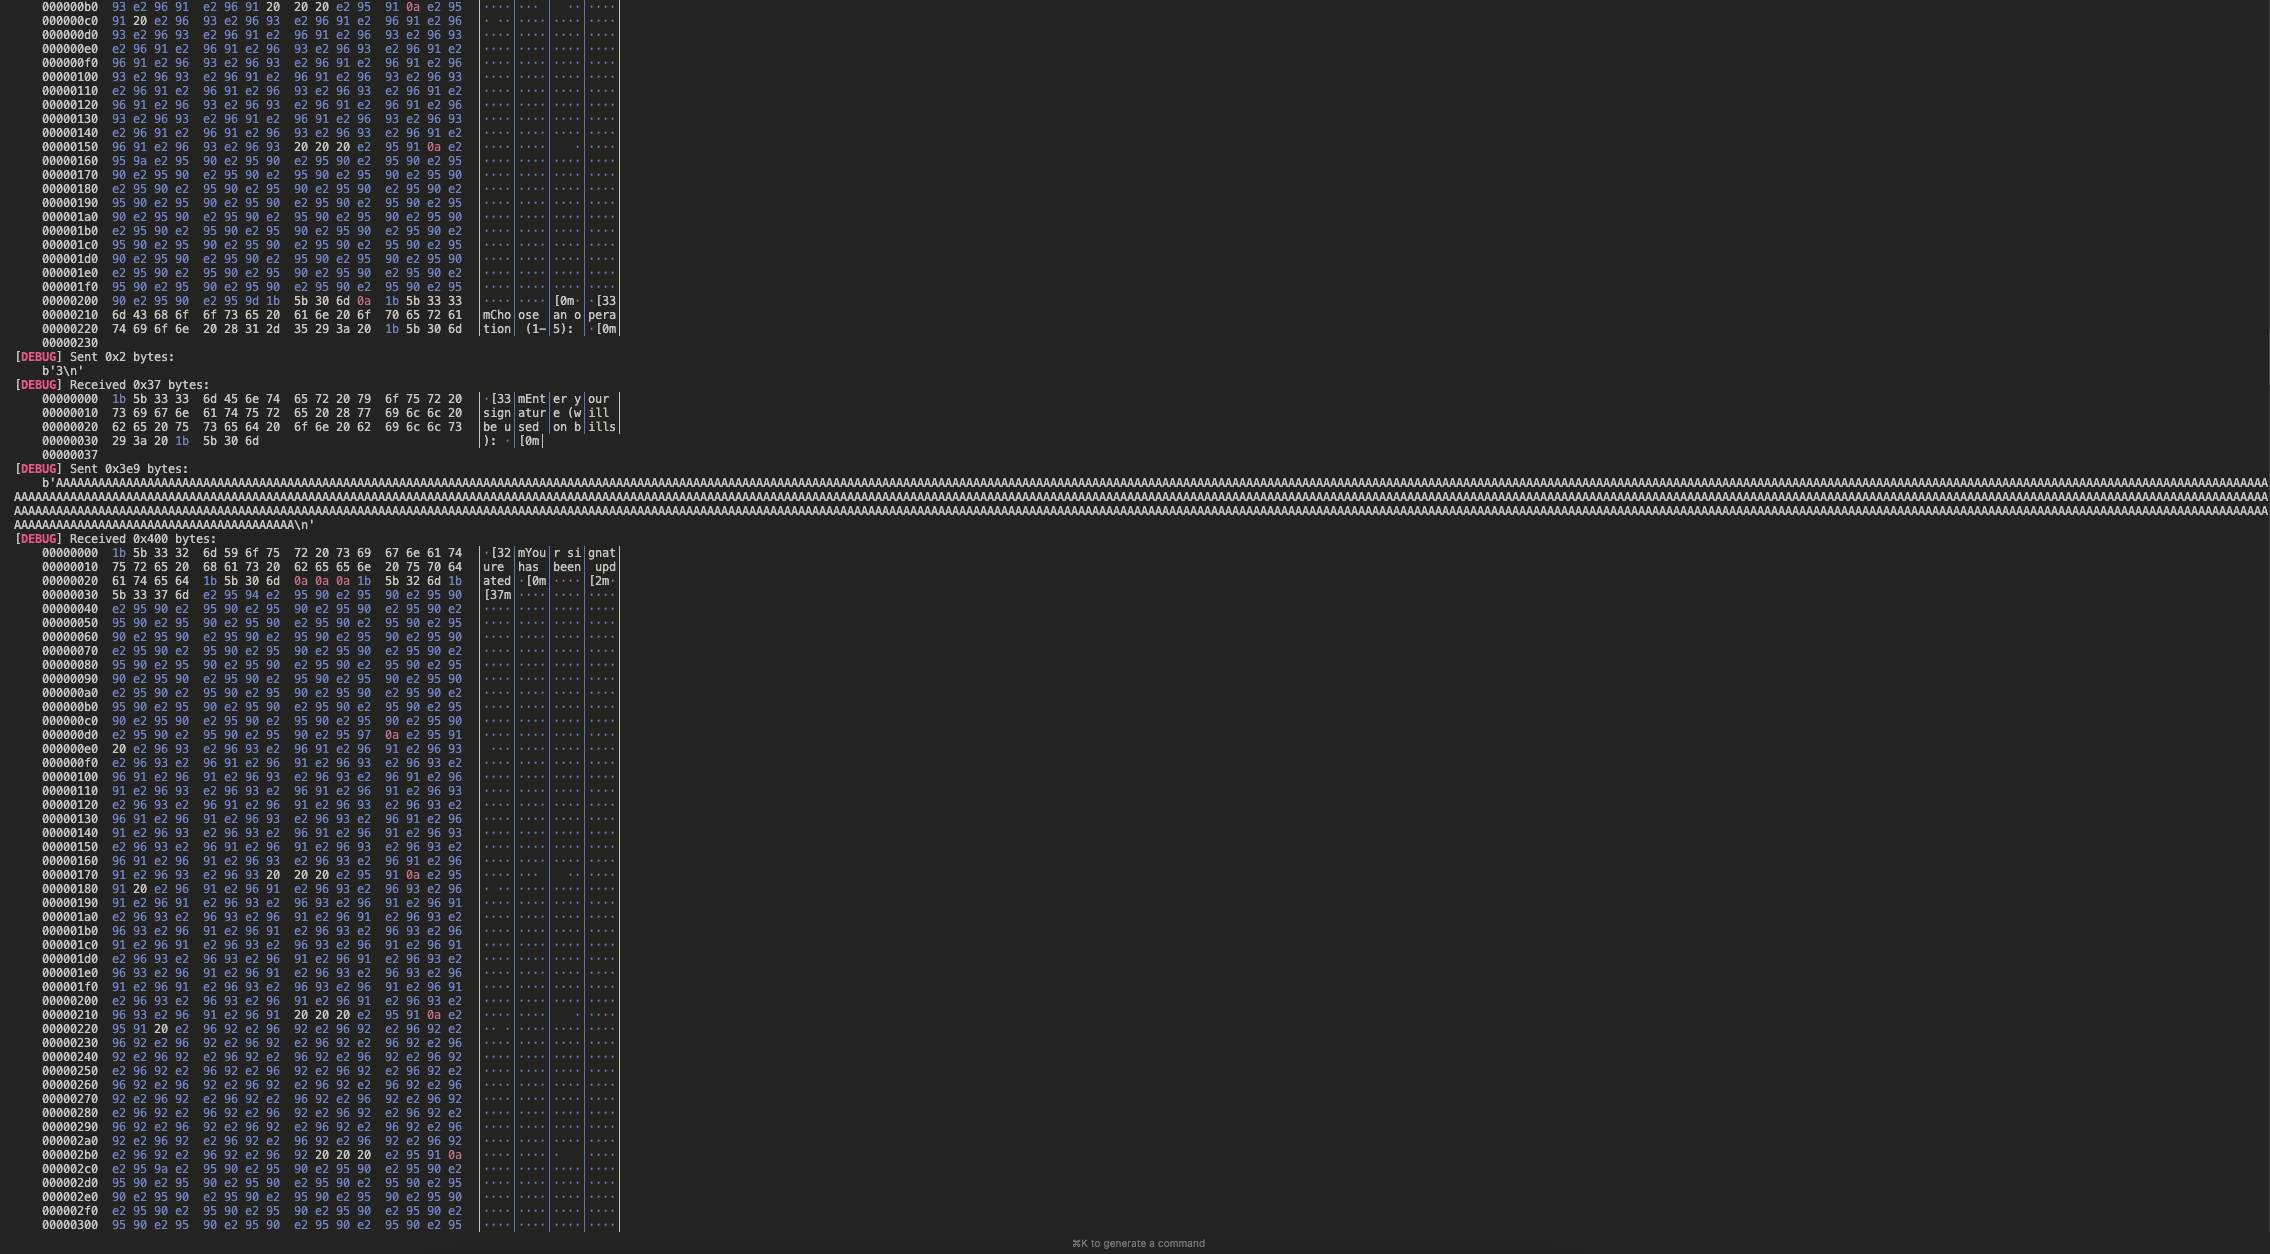 000000b0  93 e2 96 91  e2 96 91 20  20 20 e2 95  91 0a e2 95  │····│··· │  ··│····│
000000c0  91 20 e2 96  93 e2 96 93  e2 96 91 e2  96 91 e2 96  │· ··│····│····│····│
000000d0  93 e2 96 93  e2 96 91 e2  96 91 e2 96  93 e2 96 93  │····│····│····│····│
000000e0  e2 96 91 e2  96 91 e2 96  93 e2 96 93  e2 96 91 e2  │····│····│····│····│
000000f0  96 91 e2 96  93 e2 96 93  e2 96 91 e2  96 91 e2 96  │····│····│····│····│
00000100  93 e2 96 93  e2 96 91 e2  96 91 e2 96  93 e2 96 93  │····│····│····│····│
00000110  e2 96 91 e2  96 91 e2 96  93 e2 96 93  e2 96 91 e2  │····│····│····│····│
00000120  96 91 e2 96  93 e2 96 93  e2 96 91 e2  96 91 e2 96  │····│····│····│····│
00000130  93 e2 96 93  e2 96 91 e2  96 91 e2 96  93 e2 96 93  │····│····│····│····│
00000140  e2 96 91 e2  96 91 e2 96  93 e2 96 93  e2 96 91 e2  │····│····│····│····│
00000150  96 91 e2 96  93 e2 96 93  20 20 20 e2  95 91 0a e2  │····│····│   ·│····│
00000160  95 9a e2 95  90 e2 95 90  e2 95 90 e2  95 90 e2 95  │····│····│····│····│
00000170  90 e2 95 90  e2 95 90 e2  95 90 e2 95  90 e2 95 90  │····│····│····│····│
00000180  e2 95 90 e2  95 90 e2 95  90 e2 95 90  e2 95 90 e2  │····│····│····│····│
00000190  95 90 e2 95  90 e2 95 90  e2 95 90 e2  95 90 e2 95  │····│····│····│····│
000001a0  90 e2 95 90  e2 95 90 e2  95 90 e2 95  90 e2 95 90  │····│····│····│····│
000001b0  e2 95 90 e2  95 90 e2 95  90 e2 95 90  e2 95 90 e2  │····│····│····│····│
000001c0  95 90 e2 95  90 e2 95 90  e2 95 90 e2  95 90 e2 95  │····│····│····│····│
000001d0  90 e2 95 90  e2 95 90 e2  95 90 e2 95  90 e2 95 90  │····│····│····│····│
000001e0  e2 95 90 e2  95 90 e2 95  90 e2 95 90  e2 95 90 e2  │····│····│····│····│
000001f0  95 90 e2 95  90 e2 95 90  e2 95 90 e2  95 90 e2 95  │····│····│····│····│
00000200  90 e2 95 90  e2 95 9d 1b  5b 30 6d 0a  1b 5b 33 33  │····│····│[0m·│·[33│
00000210  6d 43 68 6f  6f 73 65 20  61 6e 20 6f  70 65 72 61  │mCho│ose │an o│pera│
00000220  74 69 6f 6e  20 28 31 2d  35 29 3a 20  1b 5b 30 6d  │tion│ (1-│5): │·[0m│
00000230
[DEBUG] Sent 0x2 bytes:
b'3\n'
[DEBUG] Received 0x37 bytes:
00000000  1b 5b 33 33  6d 45 6e 74  65 72 20 79  6f 75 72 20  │·[33│mEnt│er y│our │
00000010  73 69 67 6e  61 74 75 72  65 20 28 77  69 6c 6c 20  │sign│atur│e (w│ill │
00000020  62 65 20 75  73 65 64 20  6f 6e 20 62  69 6c 6c 73  │be u│sed │on b│ills│
00000030  29 3a 20 1b  5b 30 6d  │): ·│[0m│
00000037
[DEBUG] Sent 0x3e9 bytes:
b'AAAAAAAAAAAAAAAAAAAAAAAAAAAAAAAAAAAAAAAAAAAAAAAAAAAAAAAAAAAAAAAAAAAAAAAAAAAAAAAAAAAAAAAAAAAAAAAAAAAAAAAAAAAAAAAAAAAAAAAAAAAAAAAAAAAAAAAAAAAAAAAAAAAAAAAAAAAAAAAAAAAAAAAAAAAAAAAAAAAAAAAAAAAAAAAAAAAAAAAAAAAAAAAAAAAAAAAAAAAAAAAAAAAAAAAAAAAAAAAAAAAAAAAAAAAAAAAAAAAAAAAAAAAAAAAAAAAAAAAAAAAAAAAAAAAAAAAAAAAAAAAAAAAAA
AAAAAAAAAAAAAAAAAAAAAAAAAAAAAAAAAAAAAAAAAAAAAAAAAAAAAAAAAAAAAAAAAAAAAAAAAAAAAAAAAAAAAAAAAAAAAAAAAAAAAAAAAAAAAAAAAAAAAAAAAAAAAAAAAAAAAAAAAAAAAAAAAAAAAAAAAAAAAAAAAAAAAAAAAAAAAAAAAAAAAAAAAAAAAAAAAAAAAAAAAAAAAAAAAAAAAAAAAAAAAAAAAAAAAAAAAAAAAAAAAAAAAAAAAAAAAAAAAAAAAAAAAAAAAAAAAAAAAAAAAAAAAAAAAAAAAAAAAAAAAAAAAAAAAAAAAAAAA
AAAAAAAAAAAAAAAAAAAAAAAAAAAAAAAAAAAAAAAAAAAAAAAAAAAAAAAAAAAAAAAAAAAAAAAAAAAAAAAAAAAAAAAAAAAAAAAAAAAAAAAAAAAAAAAAAAAAAAAAAAAAAAAAAAAAAAAAAAAAAAAAAAAAAAAAAAAAAAAAAAAAAAAAAAAAAAAAAAAAAAAAAAAAAAAAAAAAAAAAAAAAAAAAAAAAAAAAAAAAAAAAAAAAAAAAAAAAAAAAAAAAAAAAAAAAAAAAAAAAAAAAAAAAAAAAAAAAAAAAAAAAAAAAAAAAAAAAAAAAAAAAAAAAAAAAAAAAA
AAAAAAAAAAAAAAAAAAAAAAAAAAAAAAAAAAAAAAAA\n'
[DEBUG] Received 0x400 bytes:
00000000  1b 5b 33 32  6d 59 6f 75  72 20 73 69  67 6e 61 74  │·[32│mYou│r si│gnat│
00000010  75 72 65 20  68 61 73 20  62 65 65 6e  20 75 70 64  │ure │has │been│ upd│
00000020  61 74 65 64  1b 5b 30 6d  0a 0a 0a 1b  5b 32 6d 1b  │ated│·[0m│····│[2m·│
00000030  5b 33 37 6d  e2 95 94 e2  95 90 e2 95  90 e2 95 90  │[37m│····│····│····│
00000040  e2 95 90 e2  95 90 e2 95  90 e2 95 90  e2 95 90 e2  │····│····│····│····│
00000050  95 90 e2 95  90 e2 95 90  e2 95 90 e2  95 90 e2 95  │····│····│····│····│
00000060  90 e2 95 90  e2 95 90 e2  95 90 e2 95  90 e2 95 90  │····│····│····│····│
00000070  e2 95 90 e2  95 90 e2 95  90 e2 95 90  e2 95 90 e2  │····│····│····│····│
00000080  95 90 e2 95  90 e2 95 90  e2 95 90 e2  95 90 e2 95  │····│····│····│····│
00000090  90 e2 95 90  e2 95 90 e2  95 90 e2 95  90 e2 95 90  │····│····│····│····│
000000a0  e2 95 90 e2  95 90 e2 95  90 e2 95 90  e2 95 90 e2  │····│····│····│····│
000000b0  95 90 e2 95  90 e2 95 90  e2 95 90 e2  95 90 e2 95  │····│····│····│····│
000000c0  90 e2 95 90  e2 95 90 e2  95 90 e2 95  90 e2 95 90  │····│····│····│····│
000000d0  e2 95 90 e2  95 90 e2 95  90 e2 95 97  0a e2 95 91  │····│····│····│····│
000000e0  20 e2 96 93  e2 96 93 e2  96 91 e2 96  91 e2 96 93  │ ···│····│····│····│
000000f0  e2 96 93 e2  96 91 e2 96  91 e2 96 93  e2 96 93 e2  │····│····│····│····│
00000100  96 91 e2 96  91 e2 96 93  e2 96 93 e2  96 91 e2 96  │····│····│····│····│
00000110  91 e2 96 93  e2 96 93 e2  96 91 e2 96  91 e2 96 93  │····│····│····│····│
00000120  e2 96 93 e2  96 91 e2 96  91 e2 96 93  e2 96 93 e2  │····│····│····│····│
00000130  96 91 e2 96  91 e2 96 93  e2 96 93 e2  96 91 e2 96  │····│····│····│····│
00000140  91 e2 96 93  e2 96 93 e2  96 91 e2 96  91 e2 96 93  │····│····│····│····│
00000150  e2 96 93 e2  96 91 e2 96  91 e2 96 93  e2 96 93 e2  │····│····│····│····│
00000160  96 91 e2 96  91 e2 96 93  e2 96 93 e2  96 91 e2 96  │····│····│····│····│
00000170  91 e2 96 93  e2 96 93 20  20 20 e2 95  91 0a e2 95  │····│··· │  ··│····│
00000180  91 20 e2 96  91 e2 96 91  e2 96 93 e2  96 93 e2 96  │· ··│····│····│····│
00000190  91 e2 96 91  e2 96 93 e2  96 93 e2 96  91 e2 96 91  │····│····│····│····│
000001a0  e2 96 93 e2  96 93 e2 96  91 e2 96 91  e2 96 93 e2  │····│····│····│····│
000001b0  96 93 e2 96  91 e2 96 91  e2 96 93 e2  96 93 e2 96  │····│····│····│····│
000001c0  91 e2 96 91  e2 96 93 e2  96 93 e2 96  91 e2 96 91  │····│····│····│····│
000001d0  e2 96 93 e2  96 93 e2 96  91 e2 96 91  e2 96 93 e2  │····│····│····│····│
000001e0  96 93 e2 96  91 e2 96 91  e2 96 93 e2  96 93 e2 96  │····│····│····│····│
000001f0  91 e2 96 91  e2 96 93 e2  96 93 e2 96  91 e2 96 91  │····│····│····│····│
00000200  e2 96 93 e2  96 93 e2 96  91 e2 96 91  e2 96 93 e2  │····│····│····│····│
00000210  96 93 e2 96  91 e2 96 91  20 20 20 e2  95 91 0a e2  │····│····│   ·│····│
00000220  95 91 20 e2  96 92 e2 96  92 e2 96 92  e2 96 92 e2  │·· ·│····│····│····│
00000230  96 92 e2 96  92 e2 96 92  e2 96 92 e2  96 92 e2 96  │····│····│····│····│
00000240  92 e2 96 92  e2 96 92 e2  96 92 e2 96  92 e2 96 92  │····│····│····│····│
00000250  e2 96 92 e2  96 92 e2 96  92 e2 96 92  e2 96 92 e2  │····│····│····│····│
00000260  96 92 e2 96  92 e2 96 92  e2 96 92 e2  96 92 e2 96  │····│····│····│····│
00000270  92 e2 96 92  e2 96 92 e2  96 92 e2 96  92 e2 96 92  │····│····│····│····│
00000280  e2 96 92 e2  96 92 e2 96  92 e2 96 92  e2 96 92 e2  │····│····│····│····│
00000290  96 92 e2 96  92 e2 96 92  e2 96 92 e2  96 92 e2 96  │····│····│····│····│
000002a0  92 e2 96 92  e2 96 92 e2  96 92 e2 96  92 e2 96 92  │····│····│····│····│
000002b0  e2 96 92 e2  96 92 e2 96  92 20 20 20  e2 95 91 0a  │····│····│·   │····│
000002c0  e2 95 9a e2  95 90 e2 95  90 e2 95 90  e2 95 90 e2  │····│····│····│····│
000002d0  95 90 e2 95  90 e2 95 90  e2 95 90 e2  95 90 e2 95  │····│····│····│····│
000002e0  90 e2 95 90  e2 95 90 e2  95 90 e2 95  90 e2 95 90  │····│····│····│····│
000002f0  e2 95 90 e2  95 90 e2 95  90 e2 95 90  e2 95 90 e2  │····│····│····│····│
00000300  95 90 e2 95  90 e2 95 90  e2 95 90 e2  95 90 e2 95  │····│····│····│····│
⌘K to generate a command